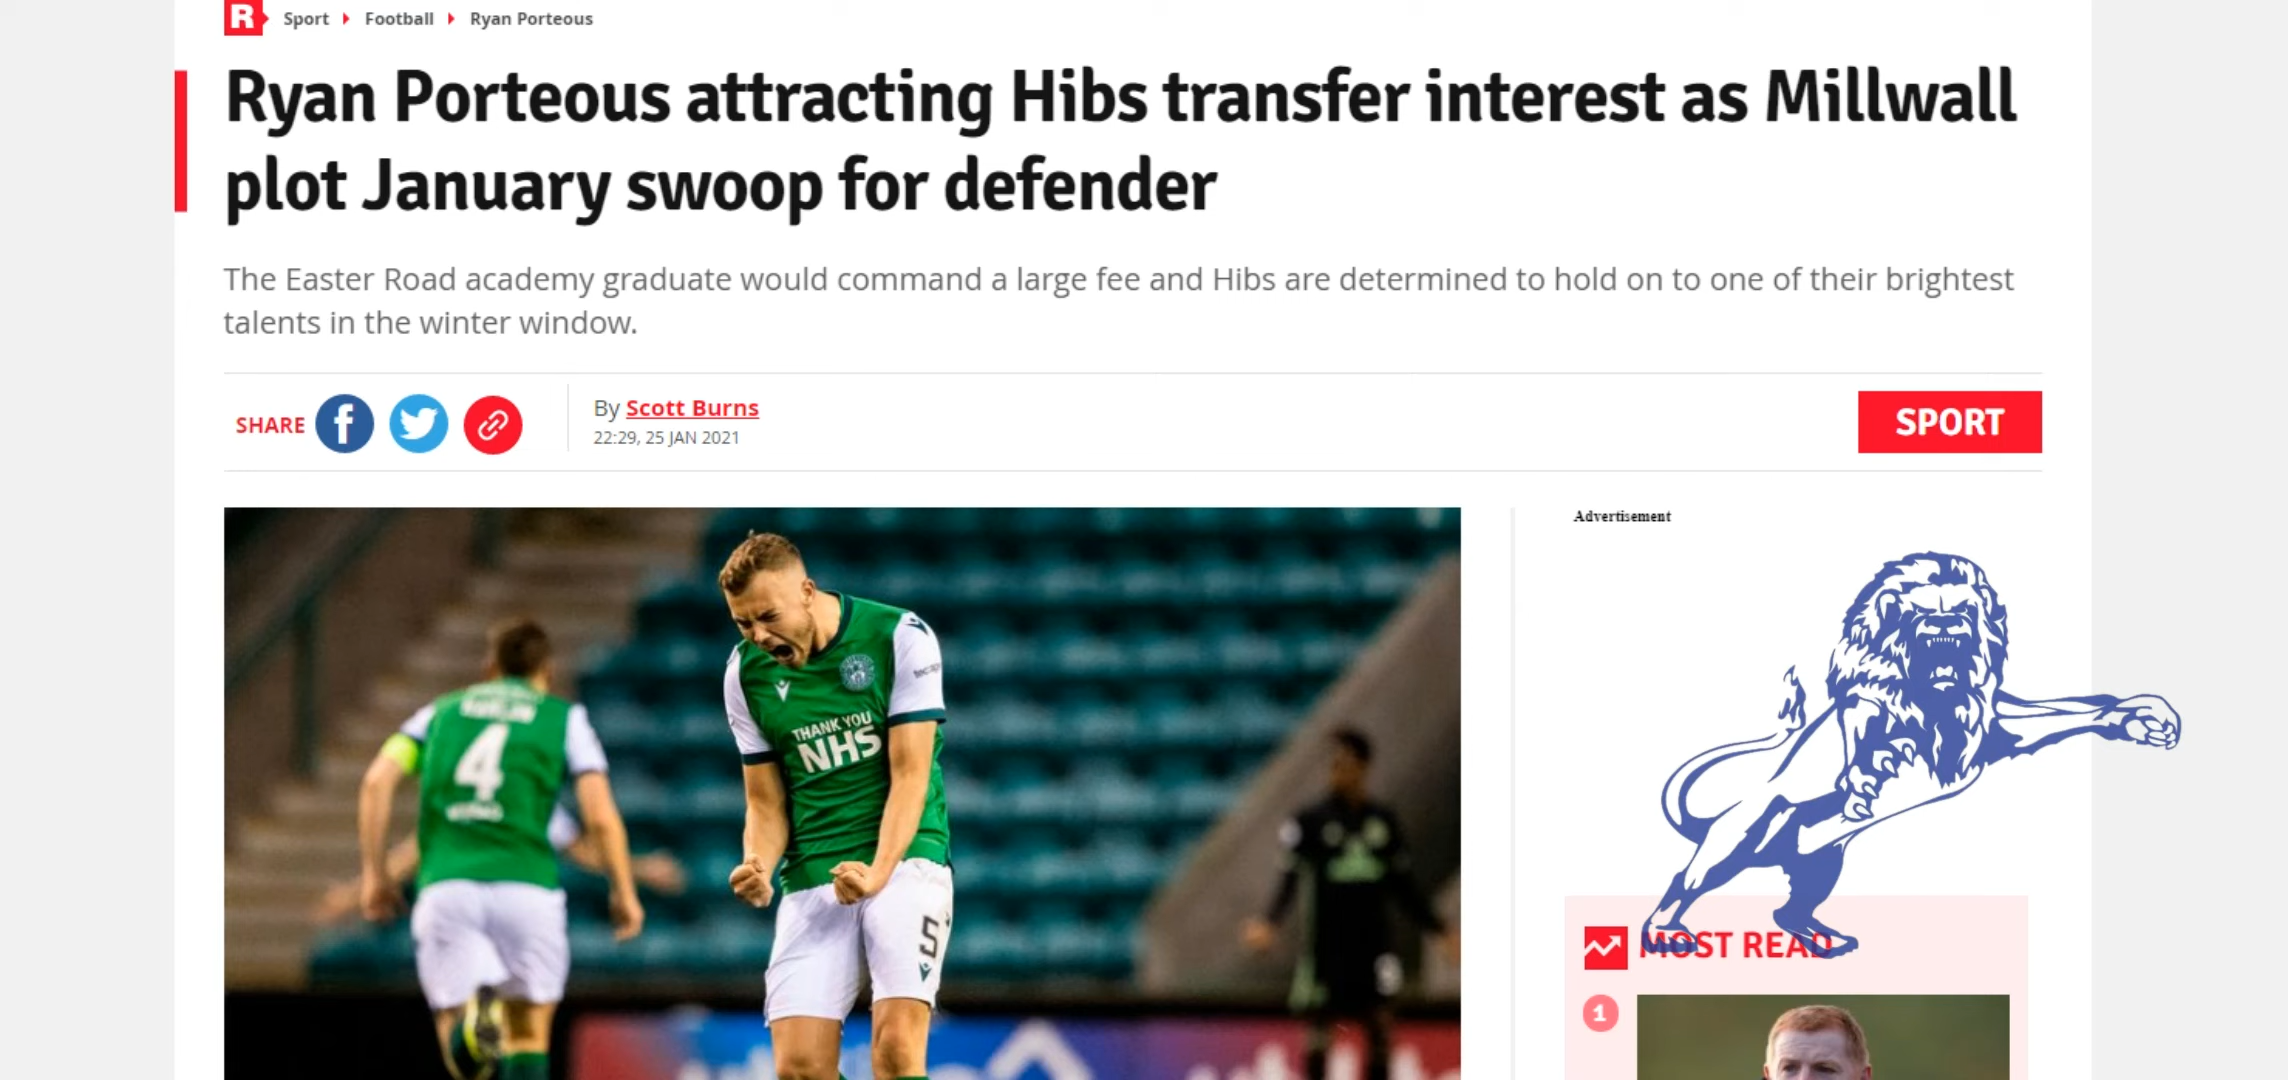 R Sport Football Ryan Porteous
Ryan Porteous attracting Hibs transfer interest as Millwall
plot January swoop for defender
The Easter Road academy graduate would command a large fee and Hibs are determined to hold on to one of their brightest
talents in the winter window.
SHARE
By Scott Burns
22:29, 25 JAN 2021
SPORT
Advertisement
4
THANK YOU
NHS
5
MOST READ
1